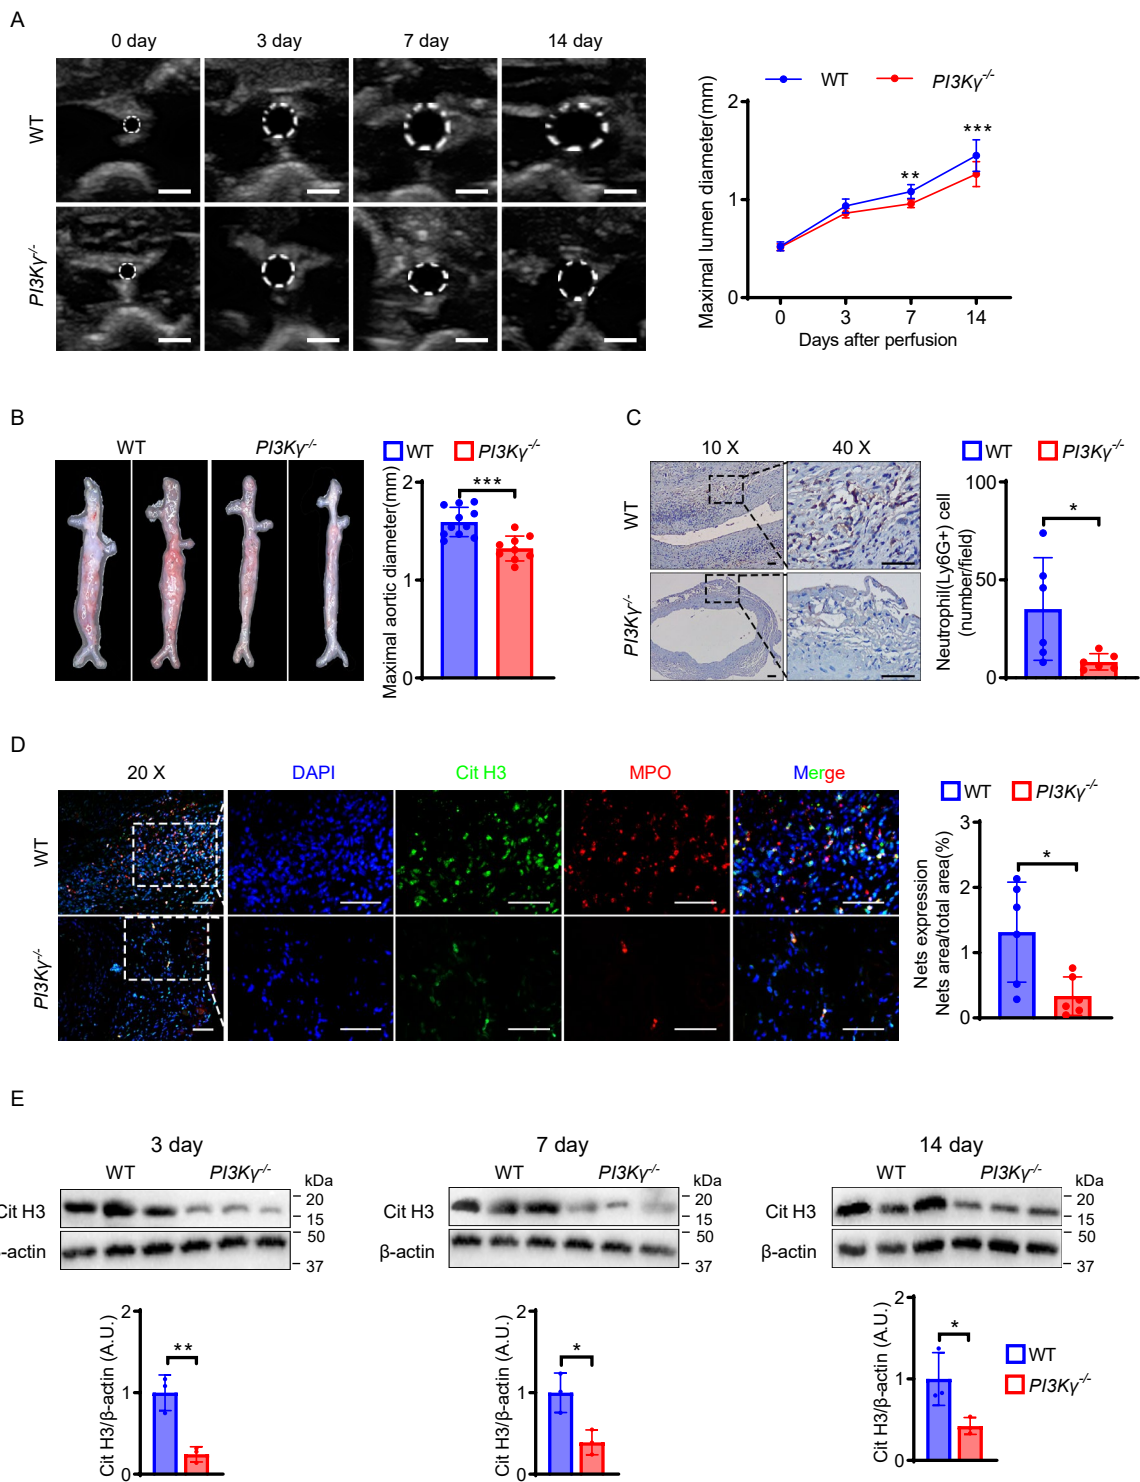 A
0 day 3 day 7 day 14 day
WT
PI3Kγ-/-
WT PI3Kγ-/-
Maximal lumen diameter(mm)
2
1
0
** ***
0 3 7 14
Days after perfusion
B
WT PI3Kγ-/-
WT PI3Kγ-/-
Maximal aortic diameter(mm)
2
1
0
***
C
10 X 40 X
WT
PI3Kγ-/-
WT PI3Kγ-/-
Neutrophil(Ly6G+) cell
(number/field)
100
50
0
*
D
20 X DAPI Cit H3 MPO Merge
WT
PI3Kγ-/-
WT PI3Kγ-/-
Nets expression
Nets area/total area(%)
3
2
1
0
*
E
3 day
WT PI3Kγ-/-
kDa
Cit H3
20
15
β-actin
50
37
Cit H3/β-actin (A.U.)
2
1
0
**
7 day
WT PI3Kγ-/-
kDa
Cit H3
20
15
β-actin
50
37
Cit H3/β-actin (A.U.)
2
1
0
*
14 day
WT PI3Kγ-/-
kDa
Cit H3
20
15
β-actin
50
37
Cit H3/β-actin (A.U.)
2
1
0
*
WT
PI3Kγ-/-